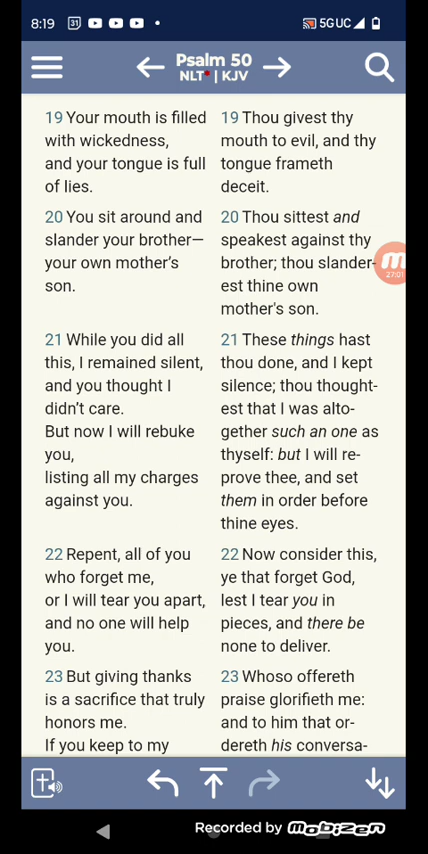 8:19
31
5G UC
Psalm 50
NLT | KJV
19 Your mouth is filled
with wickedness,
and your tongue is full
of lies.
20 You sit around and
slander your brother—
your own mother’s
son.
21 While you did all
this, I remained silent,
and you thought I
didn’t care.
But now I will rebuke
you,
listing all my charges
against you.
22 Repent, all of you
who forget me,
or I will tear you apart,
and no one will help
you.
23 But giving thanks
is a sacrifice that truly
honors me.
If you keep to my
19 Thou givest thy
mouth to evil, and thy
tongue frameth
deceit.
20 Thou sittest and
speakest against thy
brother; thou slander-
est thine own
mother's son.
21 These things hast
thou done, and I kept
silence; thou thought-
est that I was alto-
gether such an one as
thyself: but I will re-
prove thee, and set
them in order before
thine eyes.
22 Now consider this,
ye that forget God,
lest I tear you in
pieces, and there be
none to deliver.
23 Whoso offereth
praise glorifieth me:
and to him that or-
dereth his conversa-
m
27:01
Recorded by Mobizen